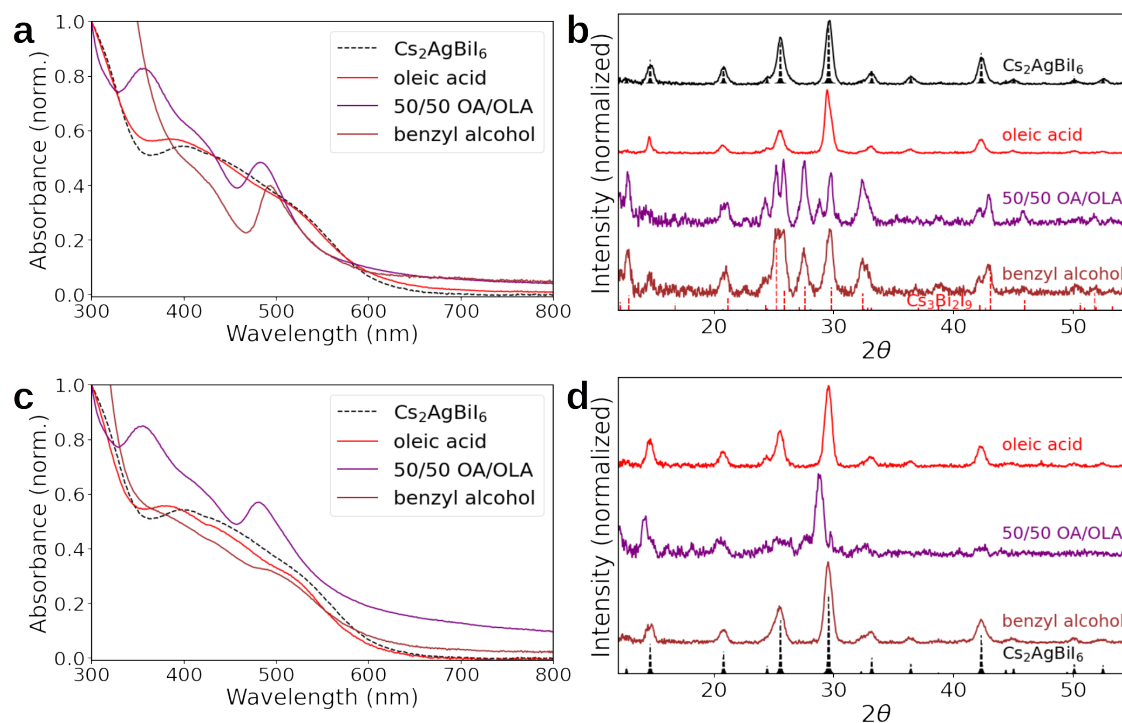 a
Absorbance (norm.)
1.0
0.8
0.6
0.4
0.2
0.0
Cs₂AgBiI₆
oleic acid
50/50 OA/OLA
benzyl alcohol
300 400 500 600 700 800
Wavelength (nm)
b
Intensity (normalized)
Cs₂AgBiI₆
oleic acid
50/50 OA/OLA
benzyl alcohol
Cs₃Bi₂I₉
20 30 40 50
2θ
c
Absorbance (norm.)
1.0
0.8
0.6
0.4
0.2
0.0
Cs₂AgBiI₆
oleic acid
50/50 OA/OLA
benzyl alcohol
300 400 500 600 700 800
Wavelength (nm)
d
Intensity (normalized)
oleic acid
50/50 OA/OLA
benzyl alcohol
Cs₂AgBiI₆
20 30 40 50
2θ